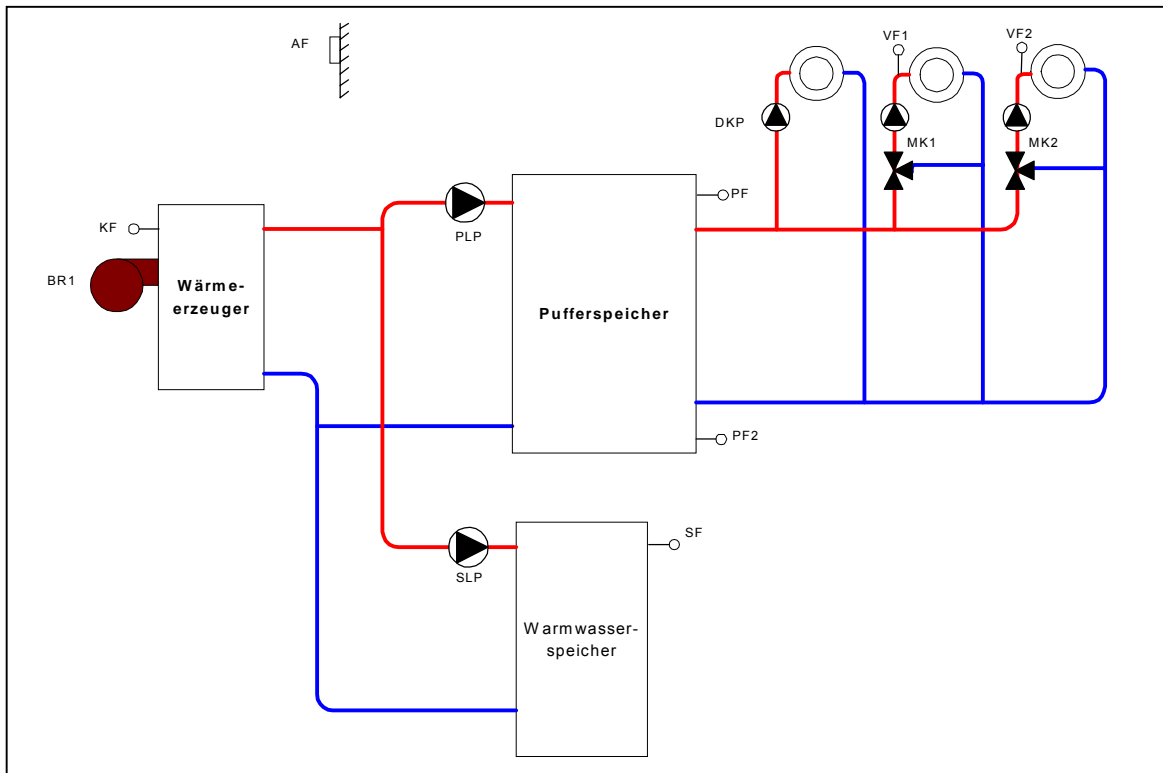 AF
VF1
VF2
DKP
MK1
MK2
PLP
PF
KF
BR1
Wärme-
erzeuger
Pufferspeicher
PF2
SLP
SF
Warmwasser-
speicher